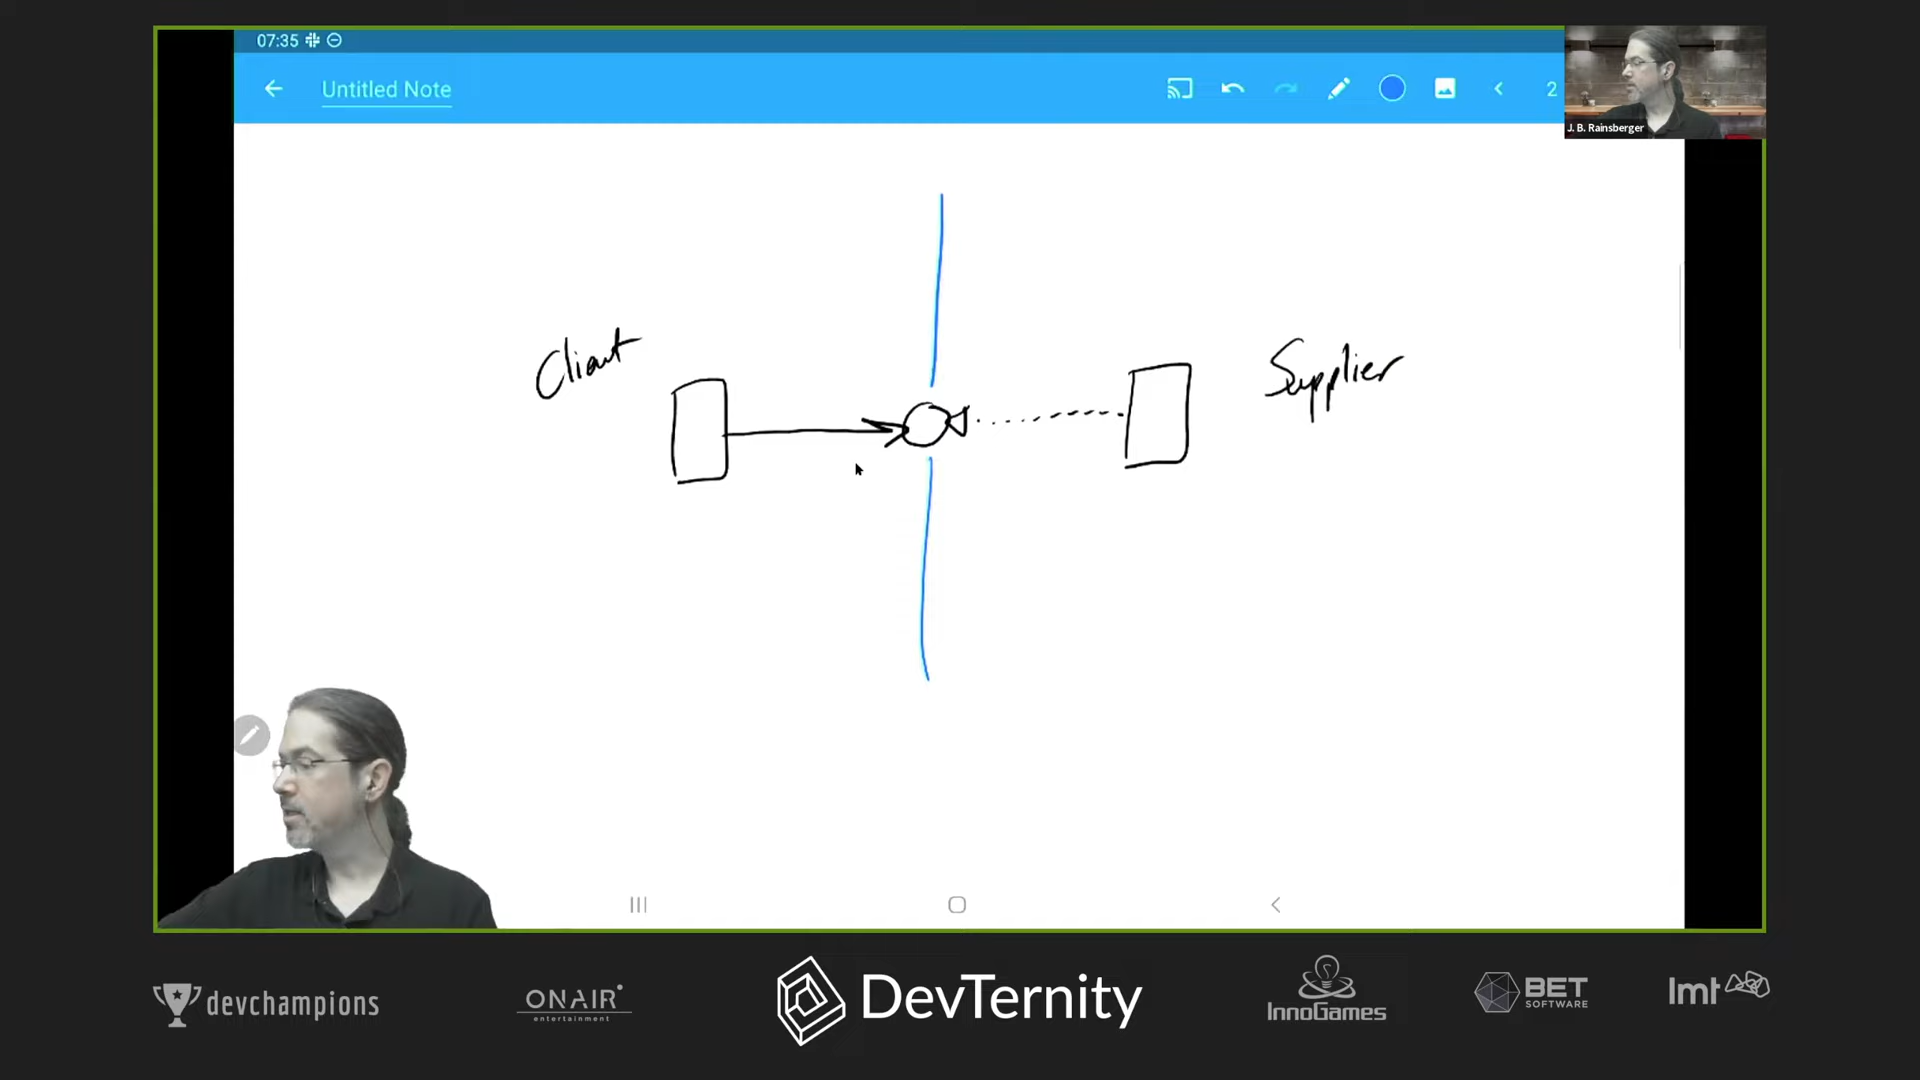 07:35
Untitled Note
2
J. B. Rainsberger
Client
Supplier
devchampions
ONAIR
entertainment
DevTernity
InnoGames
BET
SOFTWARE
lmt